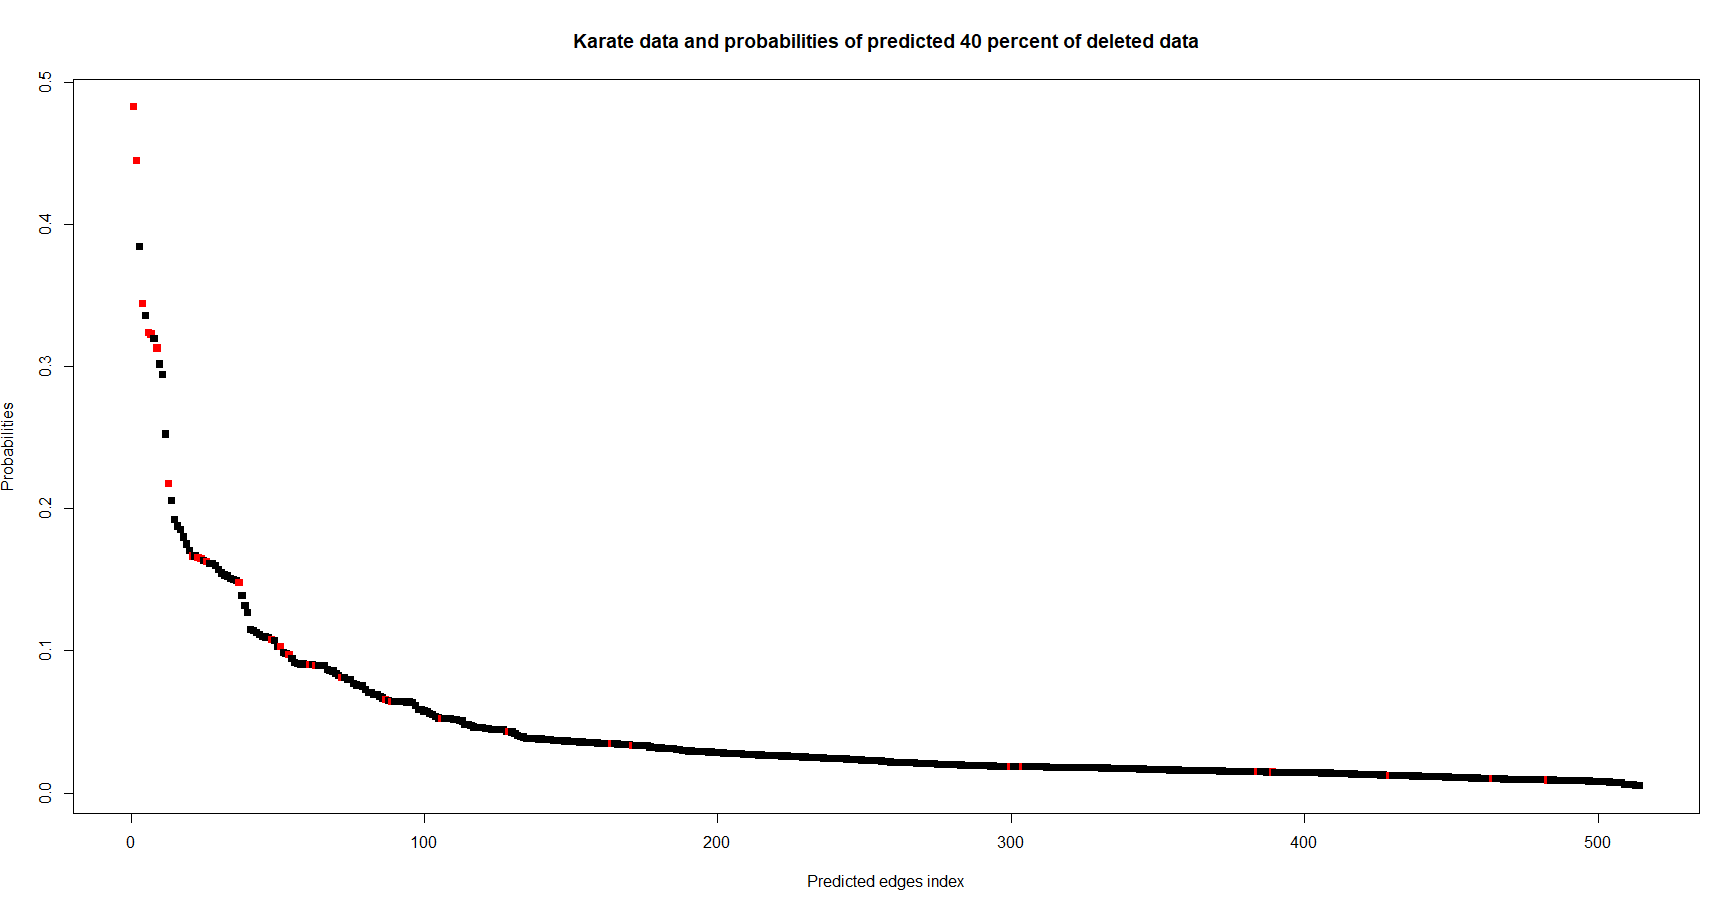 Karate data and probabilities of predicted 40 percent of deleted data
0.5
0.4
0.3
0.2
0.1
0.0
Probabilities
0 100 200 300 400 500
Predicted edges index